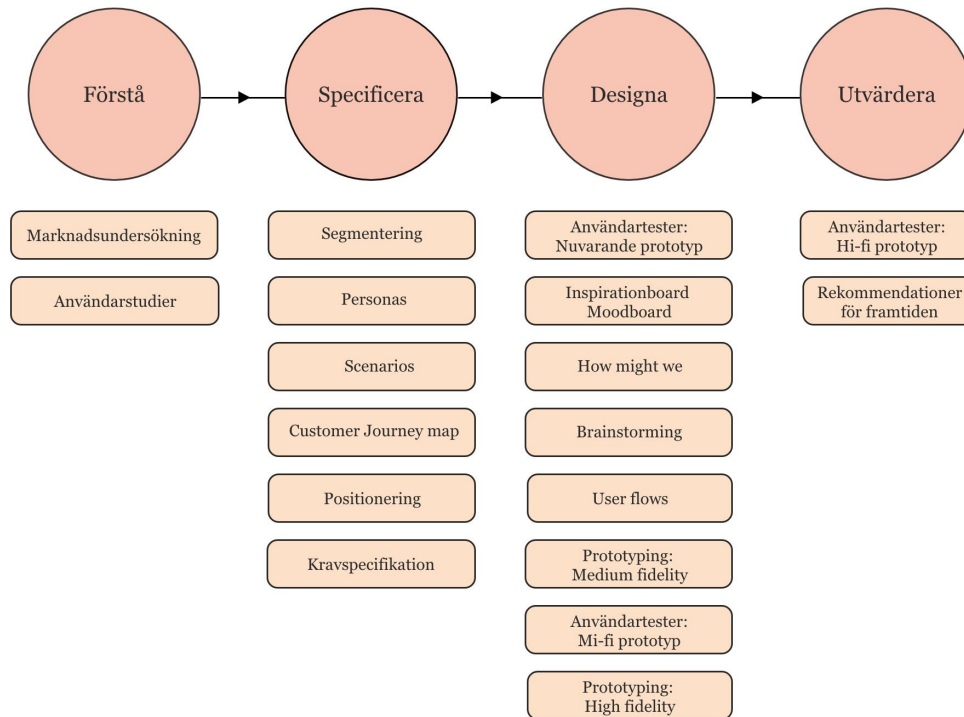 Förstå
Specificera
Designa
Utvärdera
Marknadsundersökning
Användarstudier
Segmentering
Personas
Scenarios
Customer Journey map
Positionering
Kravspecifikation
Användartester:
Nuvarande prototyp
Inspirationboard
Moodboard
How might we
Brainstorming
User flows
Prototyping:
Medium fidelity
Användartester:
Mi-fi prototyp
Prototyping:
High fidelity
Användartester:
Hi-fi prototyp
Rekommendationer
för framtiden